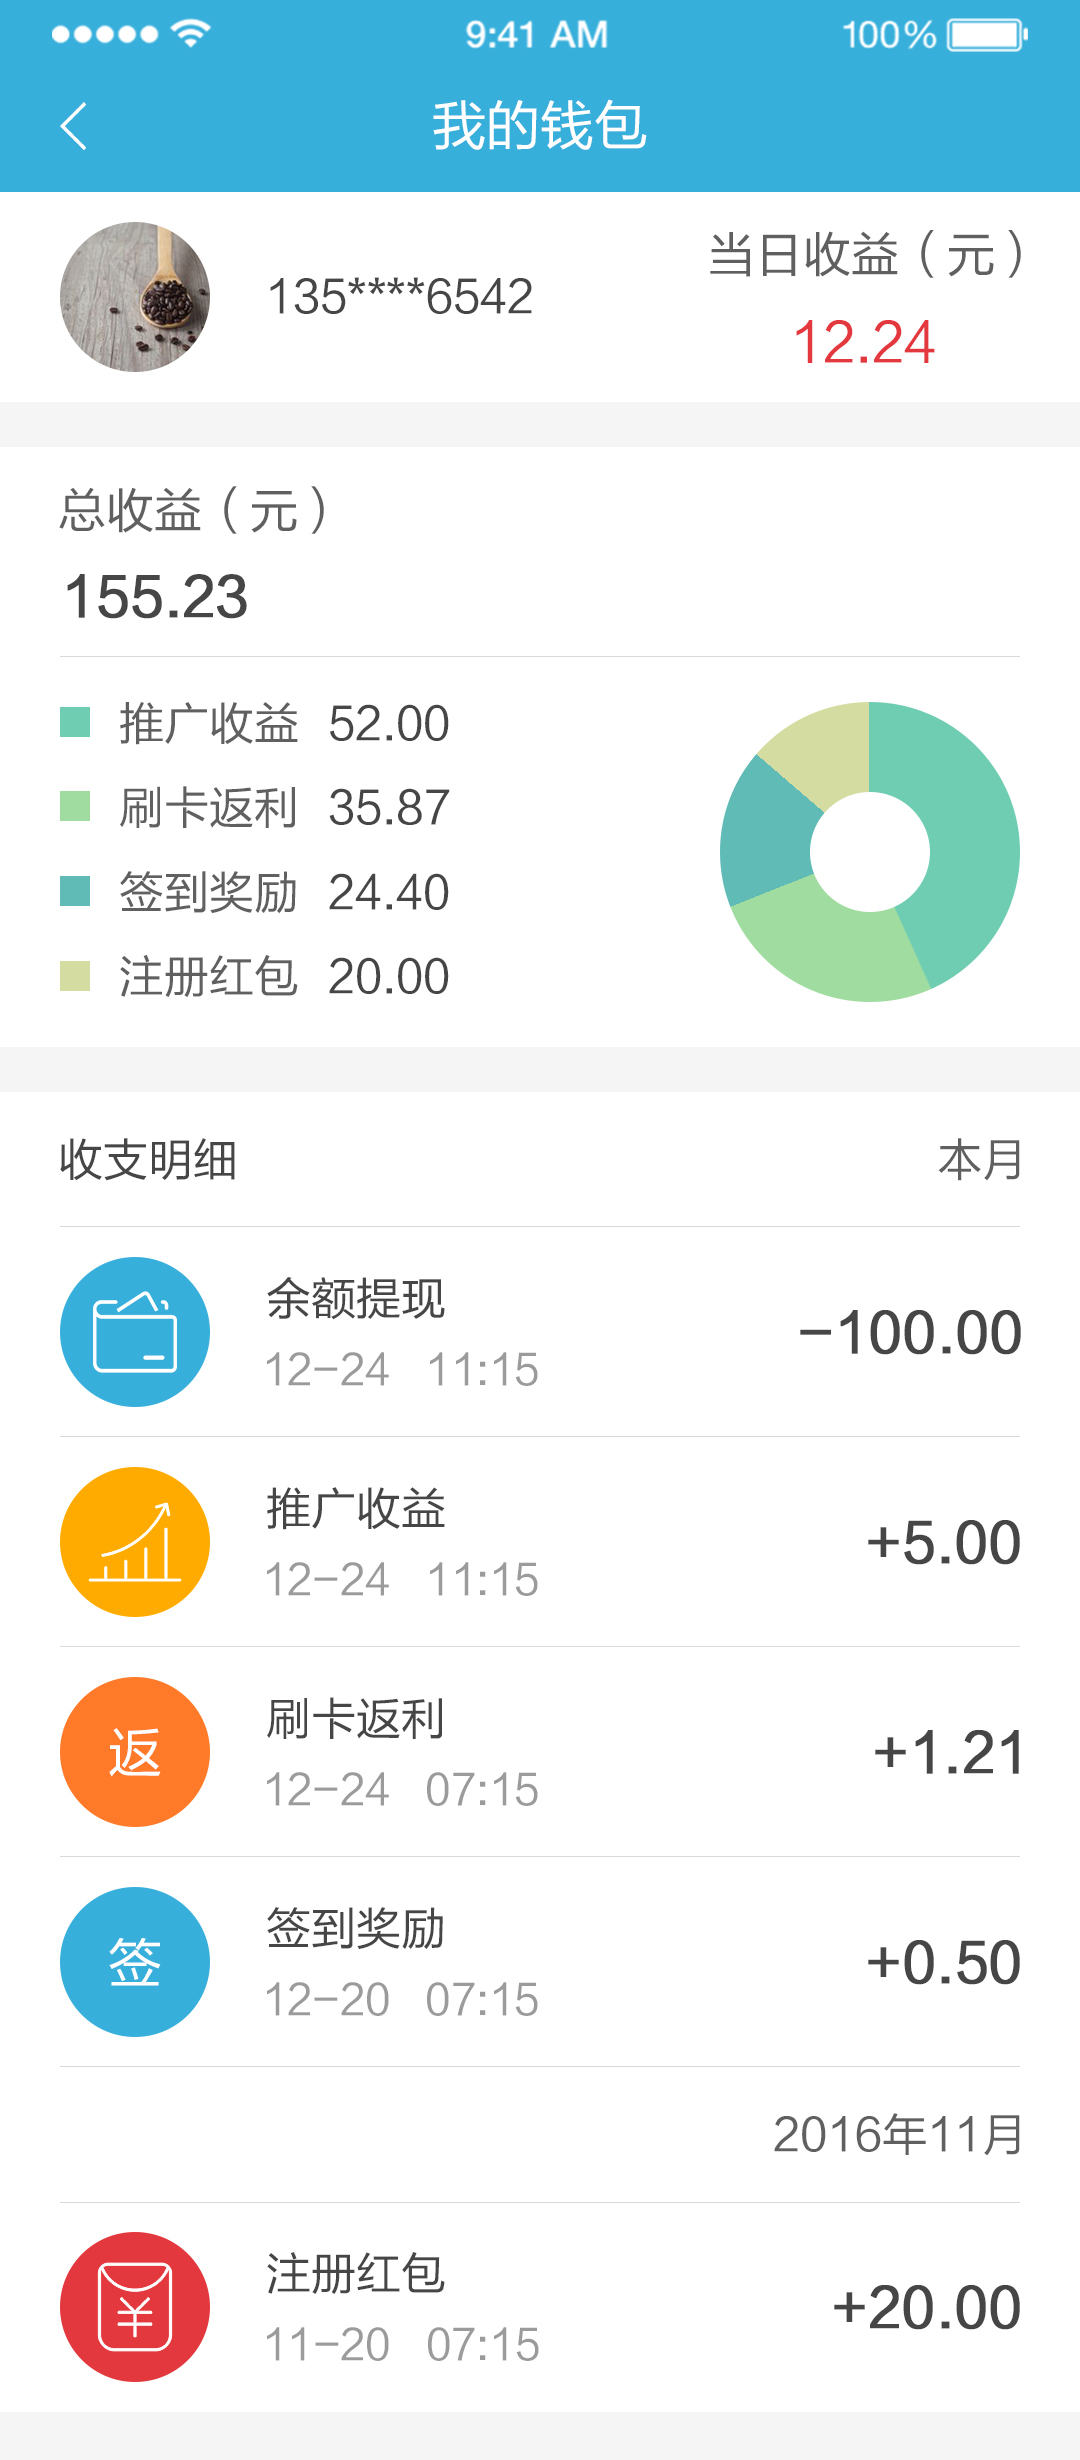 9:41 AM
100%
我的钱包
135****6542
当日收益（元）
12.24
总收益（元）
155.23
推广收益 52.00
刷卡返利 35.87
签到奖励 24.40
注册红包 20.00
收支明细
本月
余额提现
12-24 11:15
-100.00
推广收益
12-24 11:15
+5.00
返
刷卡返利
12-24 07:15
+1.21
签
签到奖励
12-20 07:15
+0.50
2016年11月
¥
注册红包
11-20 07:15
+20.00